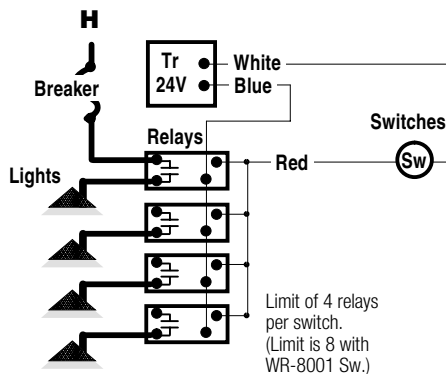 H
Tr
24V
White
Blue
Breaker
Switches
Relays
Red
Sw
Lights
Limit of 4 relays
per switch.
(Limit is 8 with
WR-8001 Sw.)